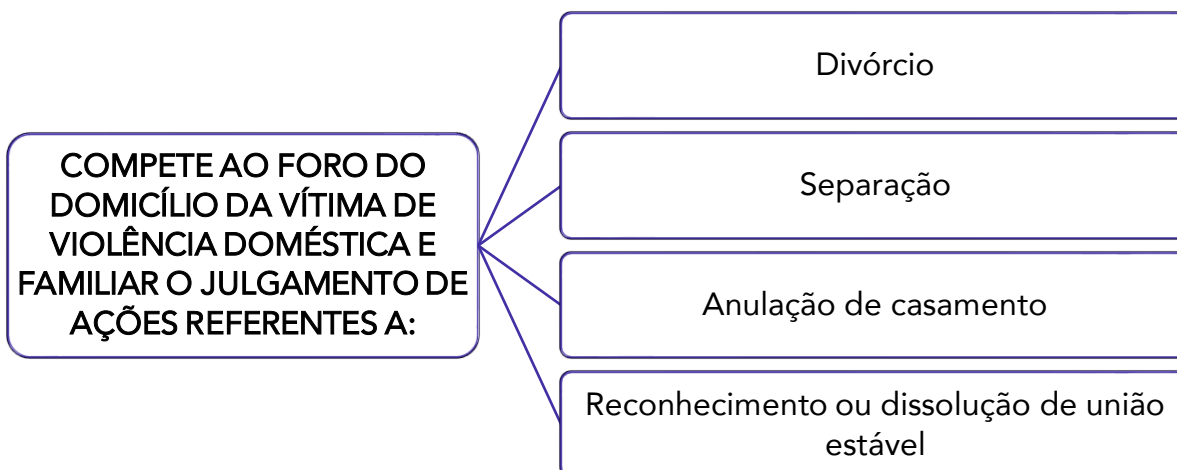 COMPETE AO FORO DO
DOMICÍLIO DA VÍTIMA DE
VIOLÊNCIA DOMÉSTICA E
FAMILIAR O JULGAMENTO DE
AÇÕES REFERENTES A:
Divórcio
Separação
Anulação de casamento
Reconhecimento ou dissolução de união
estável